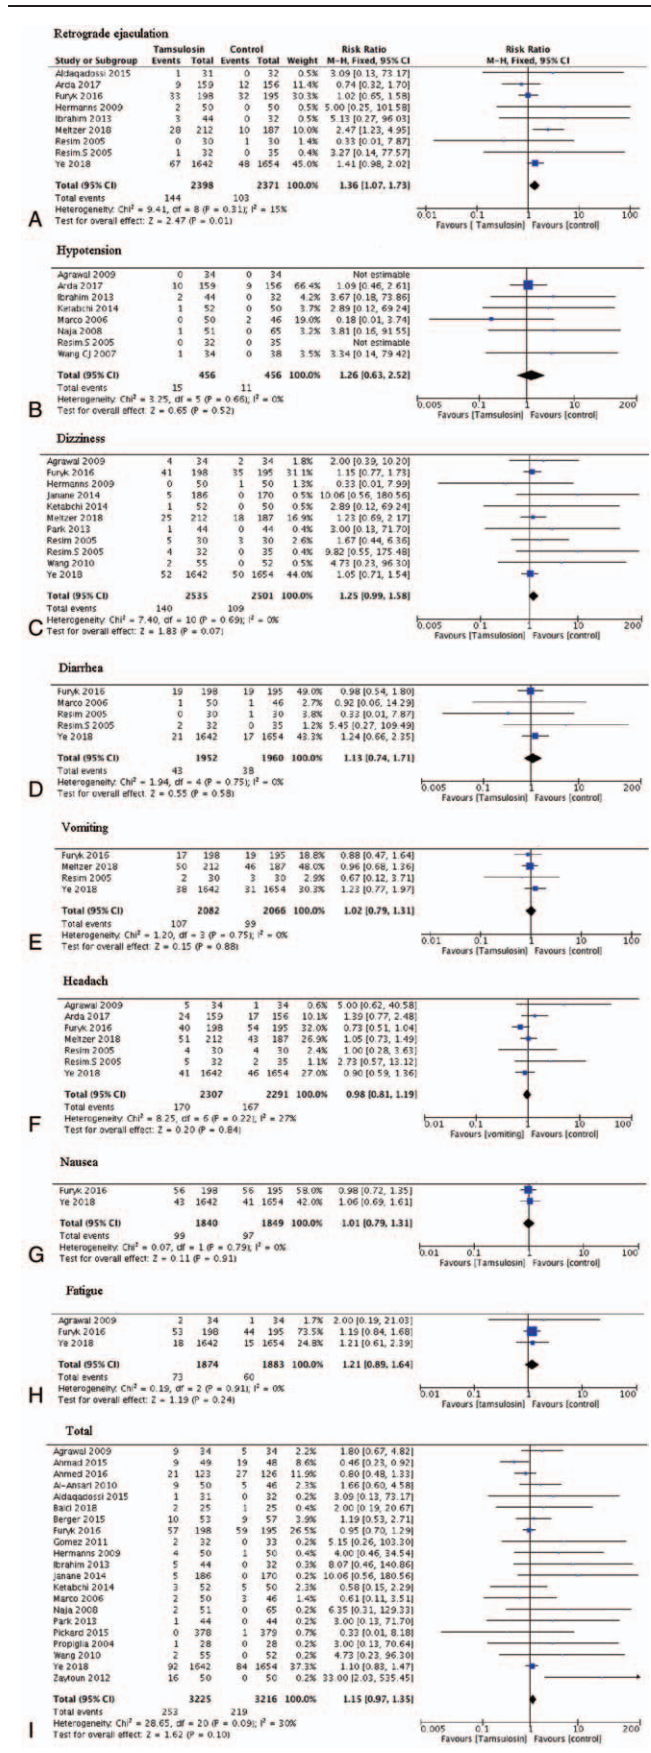 Retrograde ejaculation
Tamsulosin Control Risk Ratio Risk Ratio
Study or Subgroup Events Total Events Total Weight M-H, Fixed, 95% CI M-H, Fixed, 95% CI
Aldaqadossi 2015 1 31 0 32 0.5% 3.09 [0.13, 73.17]
Arda 2017 9 159 12 156 11.4% 0.74 [0.32, 1.70]
Furyk 2016 33 198 32 195 30.3% 1.02 [0.65, 1.58]
Hermanns 2009 2 50 0 50 0.5% 5.00 [0.25, 101.58]
Ibrahim 2013 3 44 0 32 0.5% 5.13 [0.27, 96.03]
Meltzer 2018 28 212 10 187 10.0% 2.47 [1.23, 4.95]
Resim 2005 0 30 1 30 1.4% 0.33 [0.01, 7.87]
Resim.S 2005 1 32 0 35 0.4% 3.27 [0.14, 77.57]
Ye 2018 67 1642 48 1654 45.0% 1.41 [0.98, 2.02]
Total (95% CI) 2398 2371 100.0% 1.36 [1.07, 1.73]
Total events 144 103
Heterogeneity: Chi² = 9.41, df = 8 (P = 0.31); I² = 15%
Test for overall effect: Z = 2.47 (P = 0.01)
0.01 0.1 1 10 100
Favours [ Tamsulosin] Favours [control]
A
Hypotension
Agrawal 2009 0 34 0 34 Not estimable
Arda 2017 10 159 9 156 66.4% 1.09 [0.46, 2.61]
Ibrahim 2013 2 44 0 32 4.2% 3.67 [0.18, 73.86]
Ketabchi 2014 1 52 0 50 3.7% 2.89 [0.12, 69.24]
Marco 2006 0 50 2 46 19.0% 0.18 [0.01, 3.74]
Naja 2008 1 51 0 65 3.2% 3.81 [0.16, 91.55]
Resim.S 2005 0 32 0 35 Not estimable
Wang CJ 2007 1 34 0 38 3.5% 3.34 [0.14, 79.42]
Total (95% CI) 456 456 100.0% 1.26 [0.63, 2.52]
Total events 15 11
Heterogeneity: Chi² = 3.25, df = 5 (P = 0.66); I² = 0%
Test for overall effect: Z = 0.65 (P = 0.52)
0.005 0.1 1 10 200
Favours [Tamsulosin] Favours [control]
B
Dizziness
Agrawal 2009 4 34 2 34 1.8% 2.00 [0.39, 10.20]
Furyk 2016 41 198 35 195 31.1% 1.15 [0.77, 1.73]
Hermanns 2009 0 50 1 50 1.3% 0.33 [0.01, 7.99]
Janane 2014 5 186 0 170 0.5% 10.06 [0.56, 180.56]
Ketabchi 2014 1 52 0 50 0.5% 2.89 [0.12, 69.24]
Meltzer 2018 25 212 18 187 16.9% 1.23 [0.69, 2.17]
Park 2013 1 44 0 44 0.4% 3.00 [0.13, 71.70]
Resim 2005 5 30 3 30 2.6% 1.67 [0.44, 6.36]
Resim.S 2005 4 32 0 35 0.4% 9.82 [0.55, 175.48]
Wang 2010 2 55 0 52 0.5% 4.73 [0.23, 96.30]
Ye 2018 52 1642 50 1654 44.0% 1.05 [0.71, 1.54]
Total (95% CI) 2535 2501 100.0% 1.25 [0.99, 1.58]
Total events 140 109
Heterogeneity: Chi² = 7.40, df = 10 (P = 0.69); I² = 0%
Test for overall effect: Z = 1.83 (P = 0.07)
0.005 0.1 1 10 200
Favours [Tamsulosin] Favours [control]
C
Diarrhea
Furyk 2016 19 198 19 195 49.0% 0.98 [0.54, 1.80]
Marco 2006 1 50 1 46 2.7% 0.92 [0.06, 14.29]
Resim 2005 0 30 1 30 3.8% 0.33 [0.01, 7.87]
Resim.S 2005 2 32 0 35 1.2% 5.45 [0.27, 109.49]
Ye 2018 21 1642 17 1654 43.3% 1.24 [0.66, 2.35]
Total (95% CI) 1952 1960 100.0% 1.13 [0.74, 1.71]
Total events 43 38
Heterogeneity: Chi² = 1.94, df = 4 (P = 0.75); I² = 0%
Test for overall effect: Z = 0.55 (P = 0.58)
0.005 0.1 1 10 200
Favours [Tamsulosin] Favours [control]
D
Vomiting
Furyk 2016 17 198 19 195 18.8% 0.88 [0.47, 1.64]
Meltzer 2018 50 212 46 187 48.0% 0.96 [0.68, 1.36]
Resim 2005 2 30 3 30 2.9% 0.67 [0.12, 3.71]
Ye 2018 38 1642 31 1654 30.3% 1.23 [0.77, 1.97]
Total (95% CI) 2082 2066 100.0% 1.02 [0.79, 1.31]
Total events 107 99
Heterogeneity: Chi² = 1.20, df = 3 (P = 0.75); I² = 0%
Test for overall effect: Z = 0.15 (P = 0.88)
0.01 0.1 1 10 100
Favours [Tamsulosin] Favours [control]
E
Headach
Agrawal 2009 5 34 1 34 0.6% 5.00 [0.62, 40.58]
Arda 2017 24 159 17 156 10.1% 1.39 [0.77, 2.48]
Furyk 2016 40 198 54 195 32.0% 0.73 [0.51, 1.04]
Meltzer 2018 51 212 43 187 26.9% 1.05 [0.73, 1.49]
Resim 2005 4 30 4 30 2.4% 1.00 [0.28, 3.63]
Resim.S 2005 5 32 2 35 1.1% 2.73 [0.57, 13.12]
Ye 2018 41 1642 46 1654 27.0% 0.90 [0.59, 1.36]
Total (95% CI) 2307 2291 100.0% 0.98 [0.81, 1.19]
Total events 170 167
Heterogeneity: Chi² = 8.25, df = 6 (P = 0.22); I² = 27%
Test for overall effect: Z = 0.20 (P = 0.84)
0.01 0.1 1 10 100
Favours [vomiting] Favours [control]
F
Nausea
Furyk 2016 56 198 56 195 58.0% 0.98 [0.72, 1.35]
Ye 2018 43 1642 41 1654 42.0% 1.06 [0.69, 1.61]
Total (95% CI) 1840 1849 100.0% 1.01 [0.79, 1.31]
Total events 99 97
Heterogeneity: Chi² = 0.07, df = 1 (P = 0.79); I² = 0%
Test for overall effect: Z = 0.11 (P = 0.91)
0.01 0.1 1 10 100
Favours [Tamsulosin] Favours [control]
G
Fatigue
Agrawal 2009 2 34 1 34 1.7% 2.00 [0.19, 21.03]
Furyk 2016 53 198 44 195 73.5% 1.19 [0.84, 1.68]
Ye 2018 18 1642 15 1654 24.8% 1.21 [0.61, 2.39]
Total (95% CI) 1874 1883 100.0% 1.21 [0.89, 1.64]
Total events 73 60
Heterogeneity: Chi² = 0.19, df = 2 (P = 0.91); I² = 0%
Test for overall effect: Z = 1.19 (P = 0.24)
0.01 0.1 1 10 100
Favours [tamsulosin] Favours [control]
H
Total
Agrawal 2009 9 34 5 34 2.2% 1.80 [0.67, 4.82]
Ahmad 2015 9 49 19 48 8.6% 0.46 [0.23, 0.92]
Ahmed 2016 21 123 27 126 11.9% 0.80 [0.48, 1.33]
Al-Ansari 2010 9 50 5 46 2.3% 1.66 [0.60, 4.58]
Aldaqadossi 2015 1 31 0 32 0.2% 3.09 [0.13, 73.17]
Balci 2018 2 25 1 25 0.4% 2.00 [0.19, 20.67]
Berger 2015 10 53 9 57 3.9% 1.19 [0.53, 2.71]
Furyk 2016 57 198 59 195 26.5% 0.95 [0.70, 1.29]
Gomez 2011 2 32 0 33 0.2% 5.15 [0.26, 103.30]
Hermanns 2009 4 50 1 50 0.4% 4.00 [0.46, 34.54]
Ibrahim 2013 5 44 0 32 0.3% 8.07 [0.46, 140.86]
Janane 2014 5 186 0 170 0.2% 10.06 [0.56, 180.56]
Ketabchi 2014 3 52 5 50 2.3% 0.58 [0.15, 2.29]
Marco 2006 2 50 3 46 1.4% 0.61 [0.11, 3.51]
Naja 2008 2 51 0 65 0.2% 6.35 [0.31, 129.33]
Park 2013 1 44 0 44 0.2% 3.00 [0.13, 71.70]
Pickard 2015 0 378 1 379 0.7% 0.33 [0.01, 8.18]
Propiglia 2004 1 28 0 28 0.2% 3.00 [0.13, 70.64]
Wang 2010 2 55 0 52 0.2% 4.73 [0.23, 96.30]
Ye 2018 92 1642 84 1654 37.3% 1.10 [0.83, 1.47]
Zaytoun 2012 16 50 0 50 0.2% 33.00 [2.03, 535.45]
Total (95% CI) 3225 3216 100.0% 1.15 [0.97, 1.35]
Total events 253 219
Heterogeneity: Chi² = 28.65, df = 20 (P = 0.09); I² = 30%
Test for overall effect: Z = 1.62 (P = 0.10)
0.01 0.1 1 10 100
Favours [Tamsulosin] Favours [control]
I